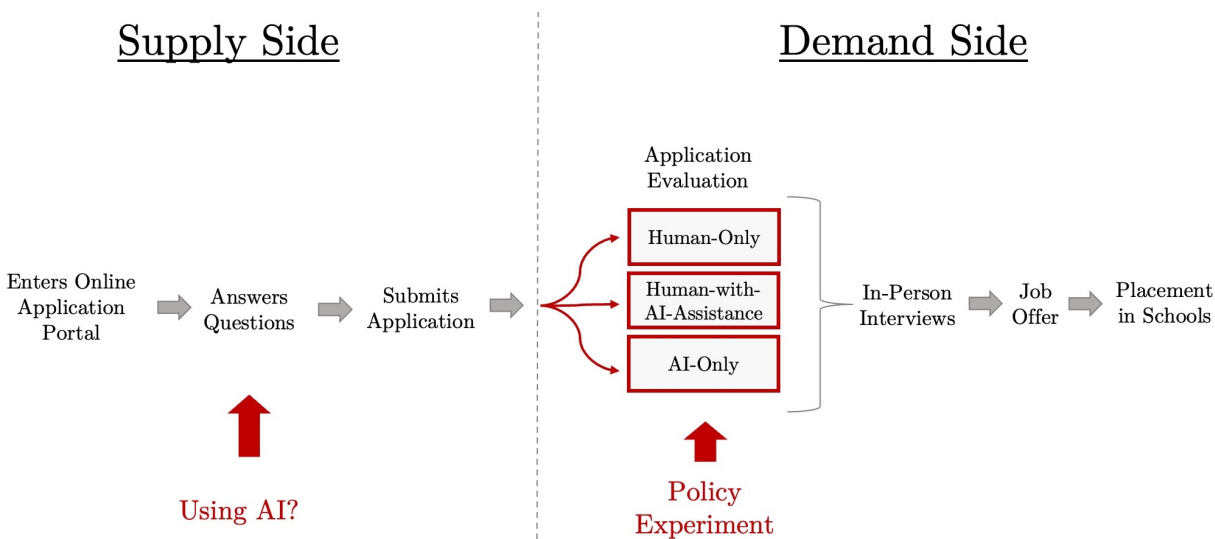 Supply Side
Demand Side
Enters Online
Application
Portal
Answers
Questions
Submits
Application
Using AI?
Application
Evaluation
Human-Only
Human-with-
AI-Assistance
AI-Only
Policy
Experiment
In-Person
Interviews
Job
Offer
Placement
in Schools